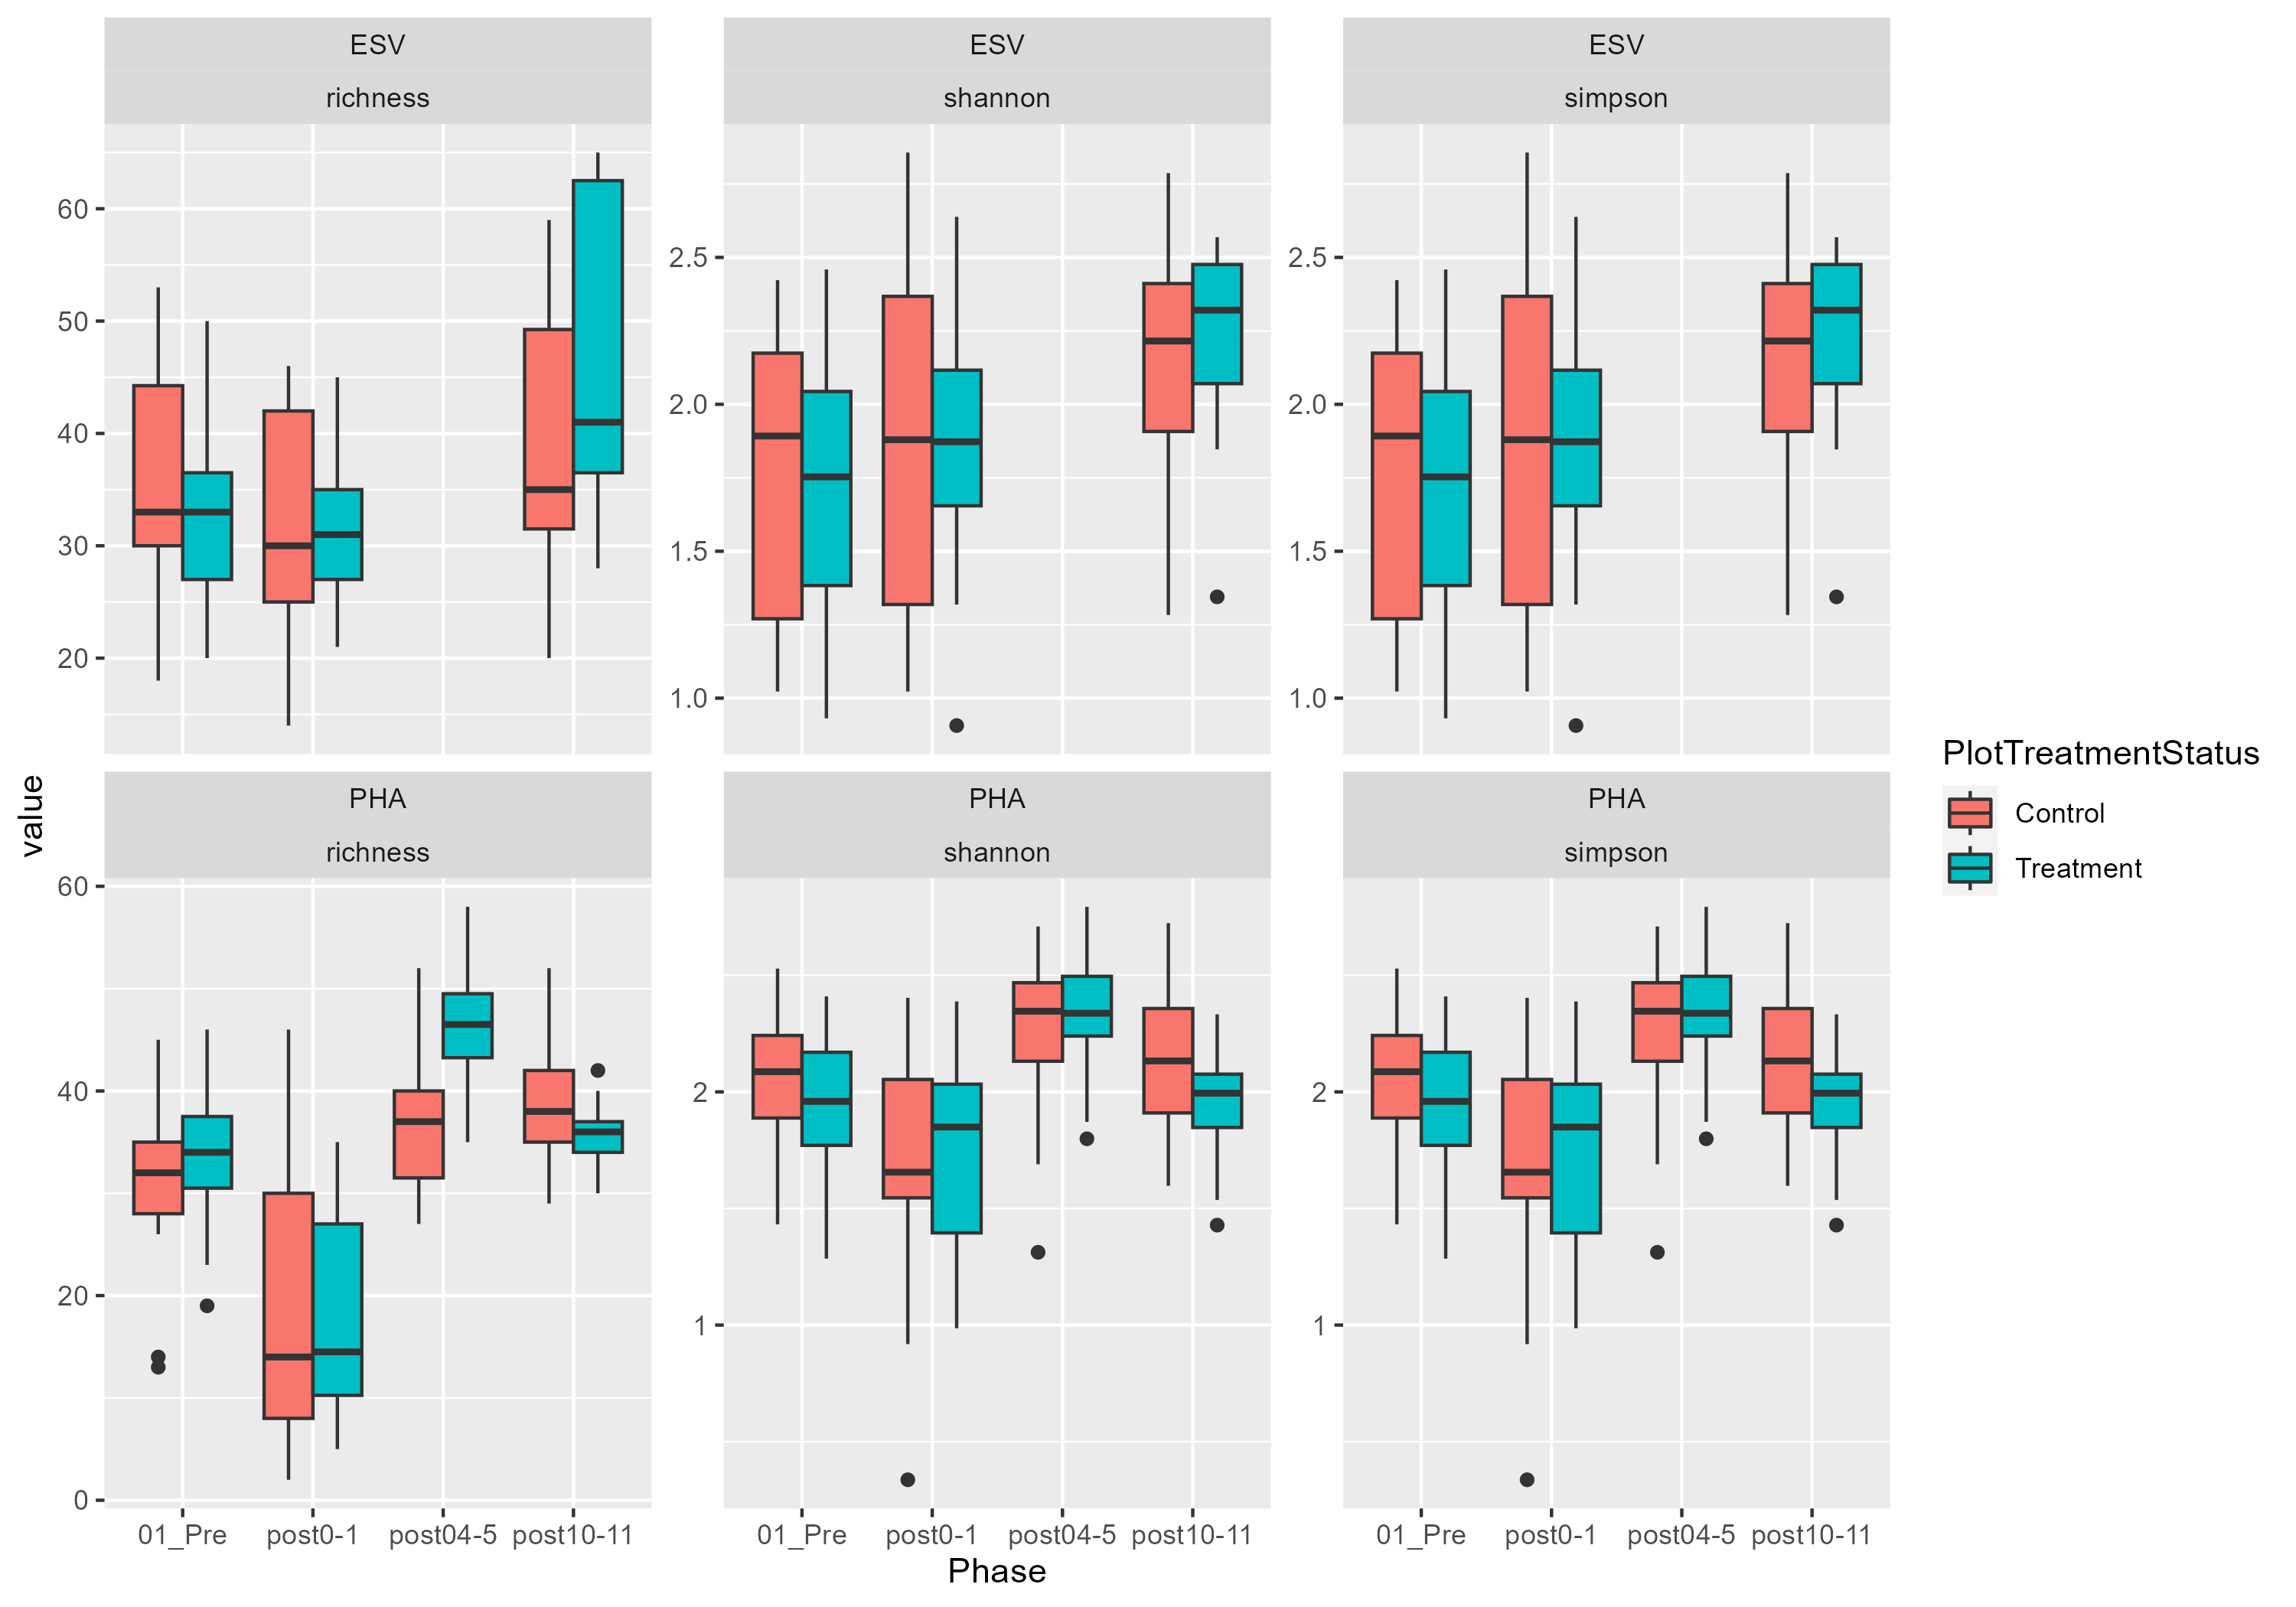 ESV
richness
ESV
shannon
ESV
simpson
60
50
40
30
20
2.5
2.0
1.5
1.0
2.5
2.0
1.5
1.0
value
PHA
richness
PHA
shannon
PHA
simpson
60
40
20
0
2
1
2
1
01_Pre post0-1 post04-5 post10-11
01_Pre post0-1 post04-5 post10-11
01_Pre post0-1 post04-5 post10-11
Phase
PlotTreatmentStatus
Control
Treatment